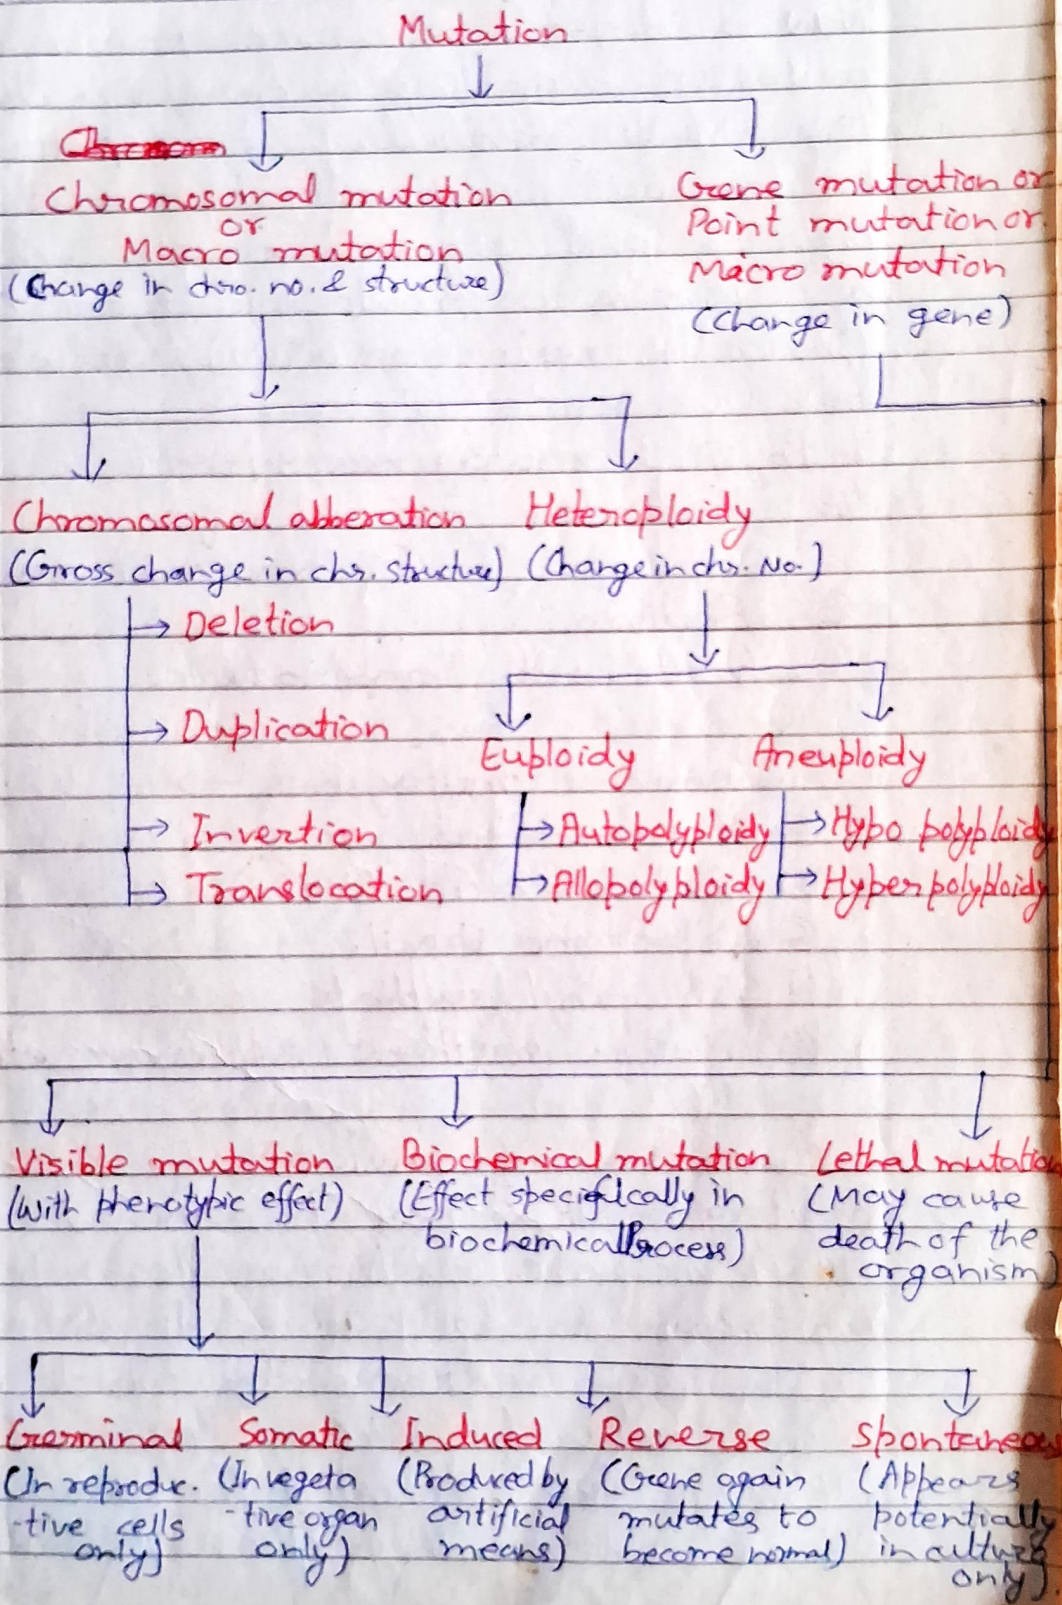 Mutation
Chromosomal mutation
or
Macro mutation
(Change in chro. no. & structure)
Gene mutation or
Point mutation or
Macro mutation
(Change in gene)
Chromosomal abberation
(Gross change in chr. structure)
Heteroploidy
(Change in chr. No.)
Deletion
Duplication
Invertion
Translocation
Euploidy
Autopolyploidy
Allopolyploidy
Aneuploidy
Hypo polyploidy
Hyper polyploidy
Visible mutation
(With phenotypic effect)
Biochemical mutation
(Effect specifically in
biochemical Process)
Lethal mutation
(May cause
death of the
organism)
Germinal
(In reproduc.
-tive cells
only)
Somatic
(In vegeta
-tive organ
only)
Induced
(Produced by
artificial
means)
Reverse
(Gene again
mutates to
become normal)
Spontaneous
(Appears
potentially
in culture
only).